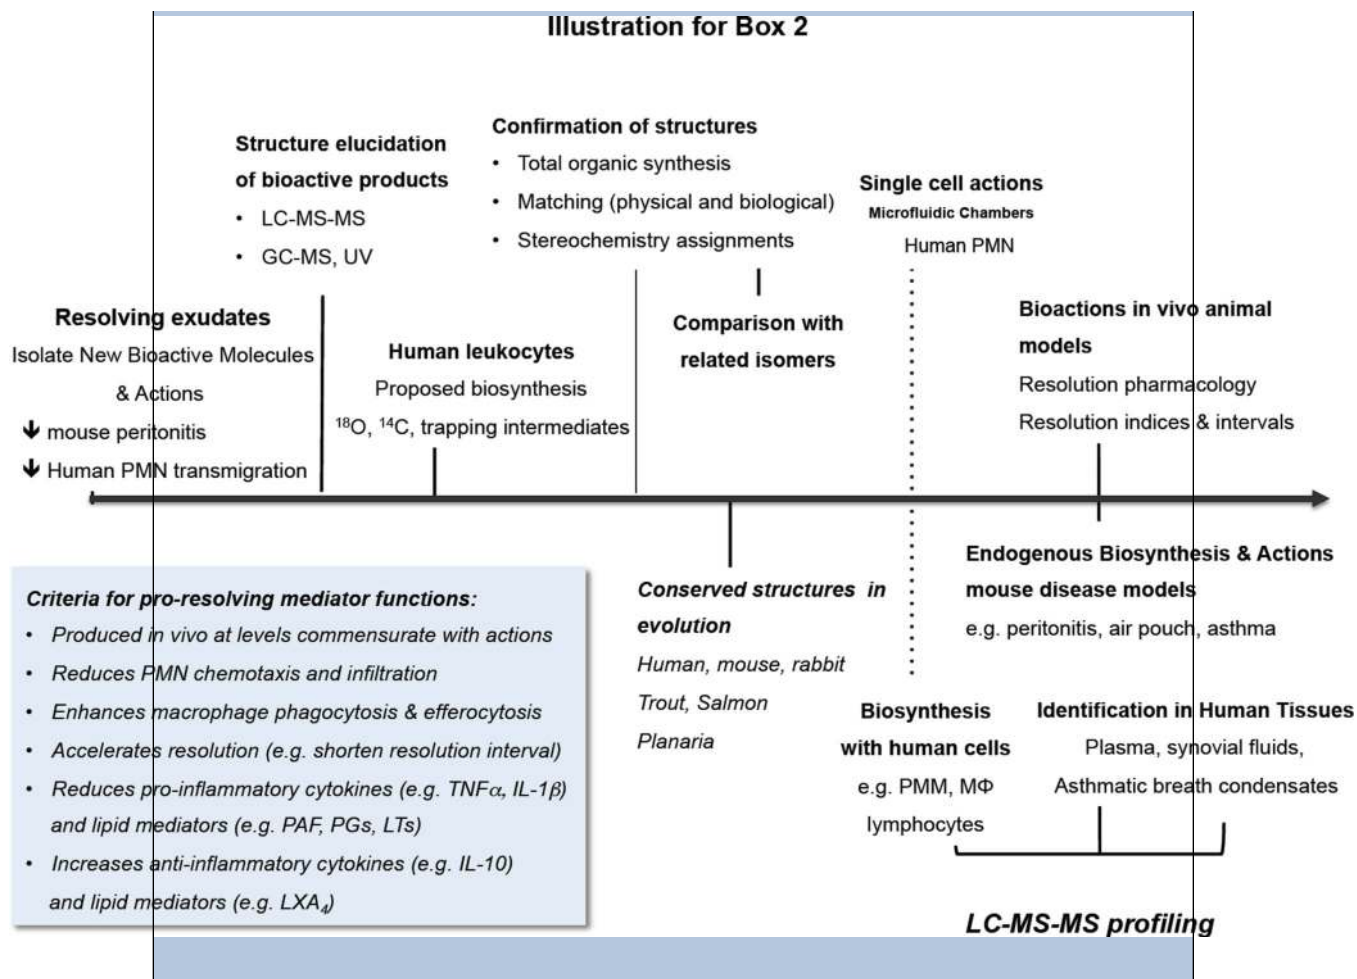 Illustration for Box 2
Structure elucidation
of bioactive products
• LC-MS-MS
• GC-MS, UV
Confirmation of structures
• Total organic synthesis
• Matching (physical and biological)
• Stereochemistry assignments
Single cell actions
Microfluidic Chambers
Human PMN
Resolving exudates
Isolate New Bioactive Molecules
& Actions
🡻 mouse peritonitis
🡻 Human PMN transmigration
Human leukocytes
Proposed biosynthesis
¹⁸O, ¹⁴C, trapping intermediates
Comparison with
related isomers
Bioactions in vivo animal
models
Resolution pharmacology
Resolution indices & intervals
Criteria for pro-resolving mediator functions:
• Produced in vivo at levels commensurate with actions
• Reduces PMN chemotaxis and infiltration
• Enhances macrophage phagocytosis & efferocytosis
• Accelerates resolution (e.g. shorten resolution interval)
• Reduces pro-inflammatory cytokines (e.g. TNFα, IL-1β)
and lipid mediators (e.g. PAF, PGs, LTs)
• Increases anti-inflammatory cytokines (e.g. IL-10)
and lipid mediators (e.g. LXA₄)
Conserved structures in
evolution
Human, mouse, rabbit
Trout, Salmon
Planaria
Endogenous Biosynthesis & Actions
mouse disease models
e.g. peritonitis, air pouch, asthma
Biosynthesis
with human cells
e.g. PMM, MΦ
lymphocytes
Identification in Human Tissues
Plasma, synovial fluids,
Asthmatic breath condensates
LC-MS-MS profiling